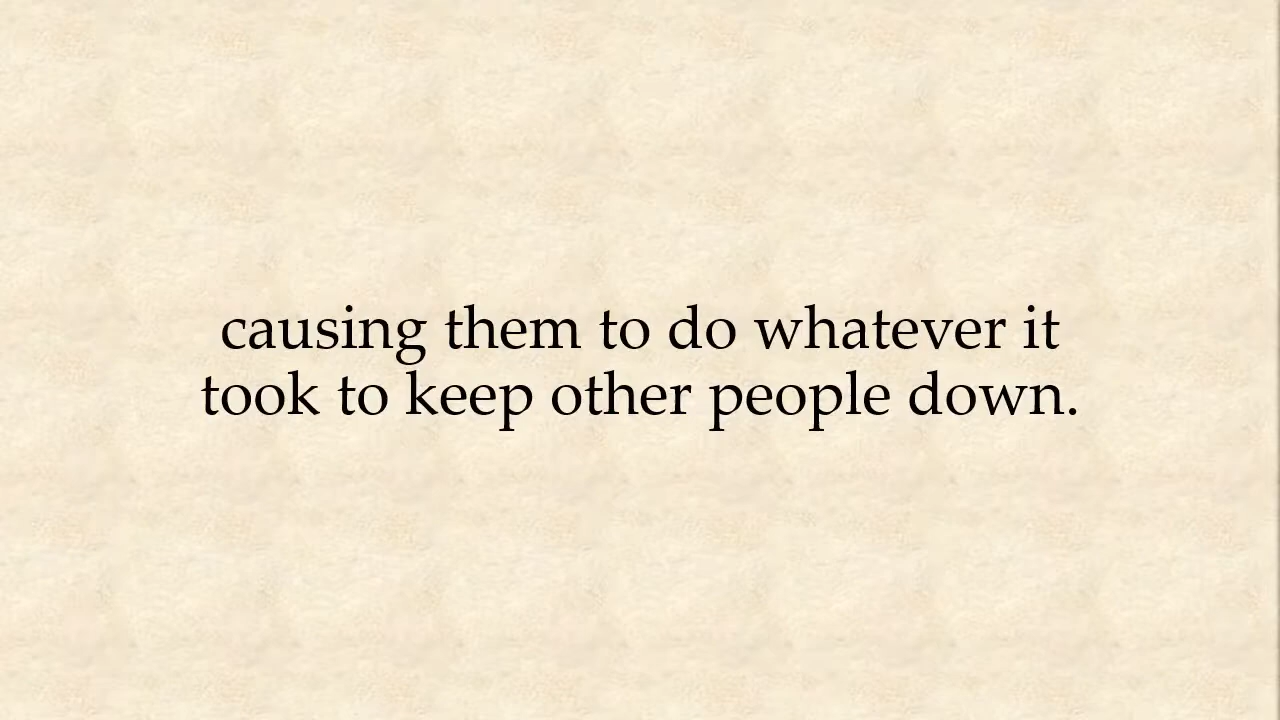 causing them to do whatever it
took to keep other people down.